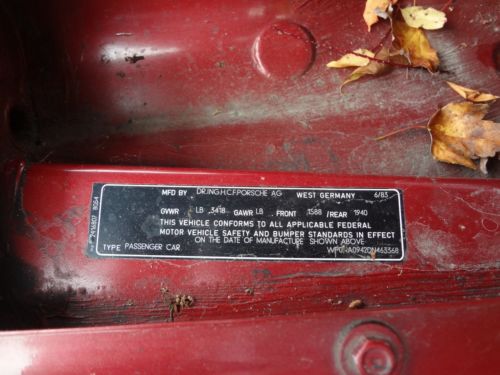 MFD BY DR.ING.H.C.F.PORSCHE AG WEST GERMANY 6/83
GVWR LB 3418 GAWR LB FRONT 1588 /REAR 1940
THIS VEHICLE CONFORMS TO ALL APPLICABLE FEDERAL
MOTOR VEHICLE SAFETY AND BUMPER STANDARDS IN EFFECT
ON THE DATE OF MANUFACTURE SHOWN ABOVE
TYPE PASSENGER CAR